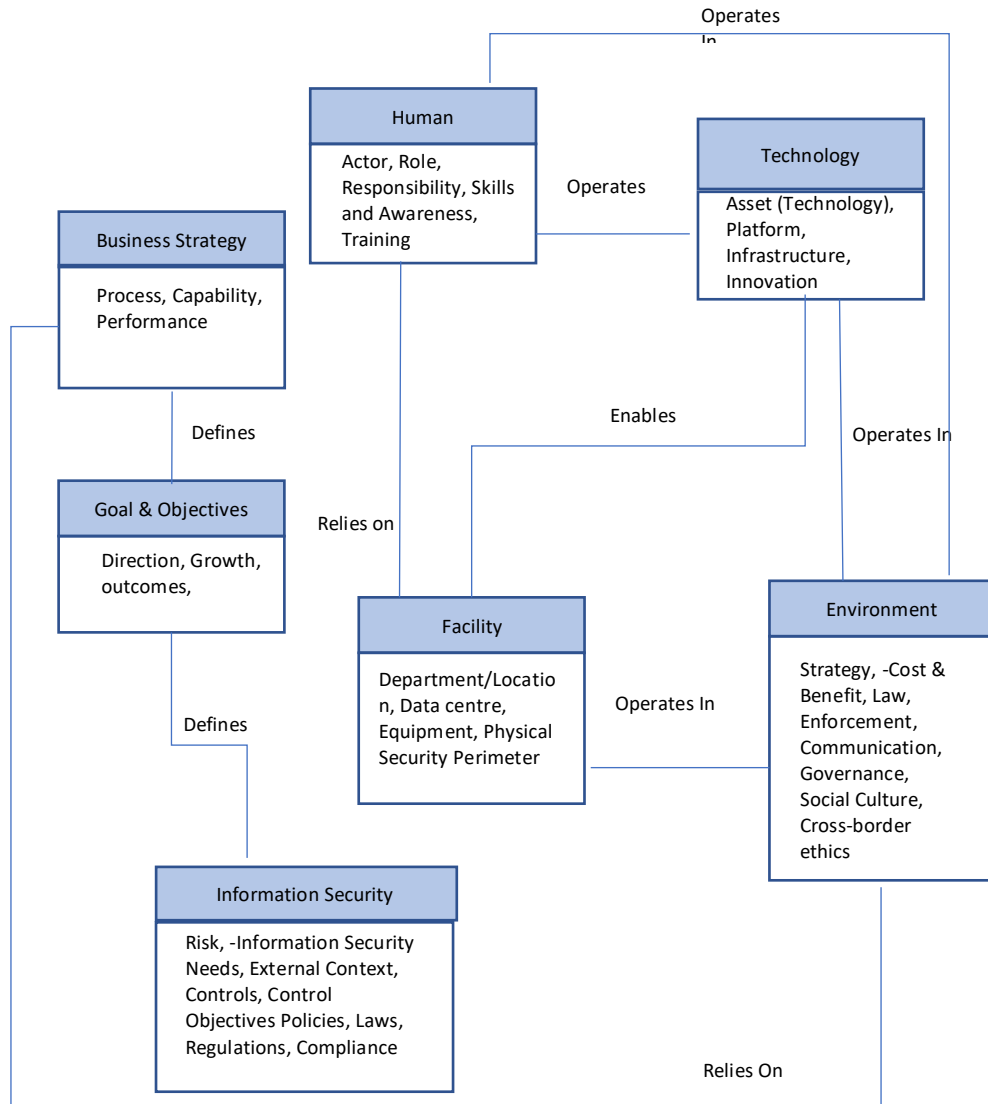 Operates
In
Human
Actor, Role,
Responsibility, Skills
and Awareness,
Training
Operates
Technology
Asset (Technology),
Platform,
Infrastructure,
Innovation
Business Strategy
Process, Capability,
Performance
Defines
Enables
Operates In
Goal & Objectives
Direction, Growth,
outcomes,
Relies on
Facility
Department/Locatio
n, Data centre,
Equipment, Physical
Security Perimeter
Operates In
Environment
Strategy, -Cost &
Benefit, Law,
Enforcement,
Communication,
Governance,
Social Culture,
Cross-border
ethics
Defines
Information Security
Risk, -Information Security
Needs, External Context,
Controls, Control
Objectives Policies, Laws,
Regulations, Compliance
Relies On